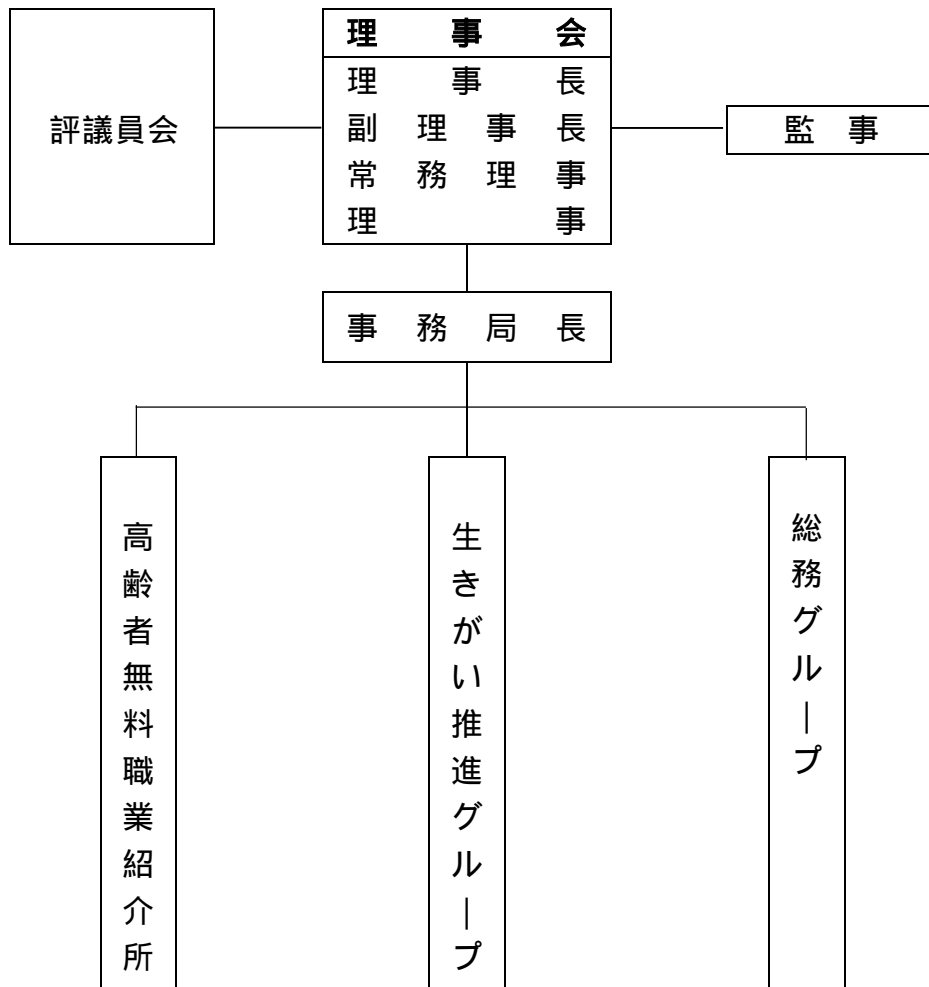 評議員会
理事会
理事長
副理事長
常務理事
理事
監事
事務局長
高齢者無料職業紹介所
生きがい推進グループ
総務グループ